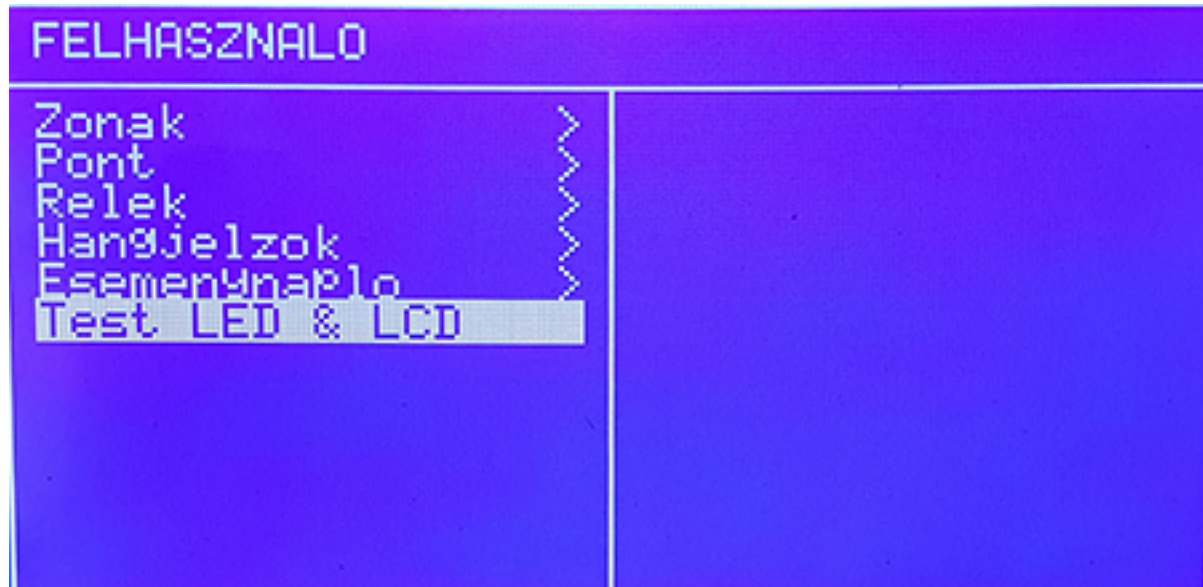 FELHASZNALO
Zonak >
Pont >
Relek >
Hangjelzok >
Esemenynaplo >
Test LED & LCD